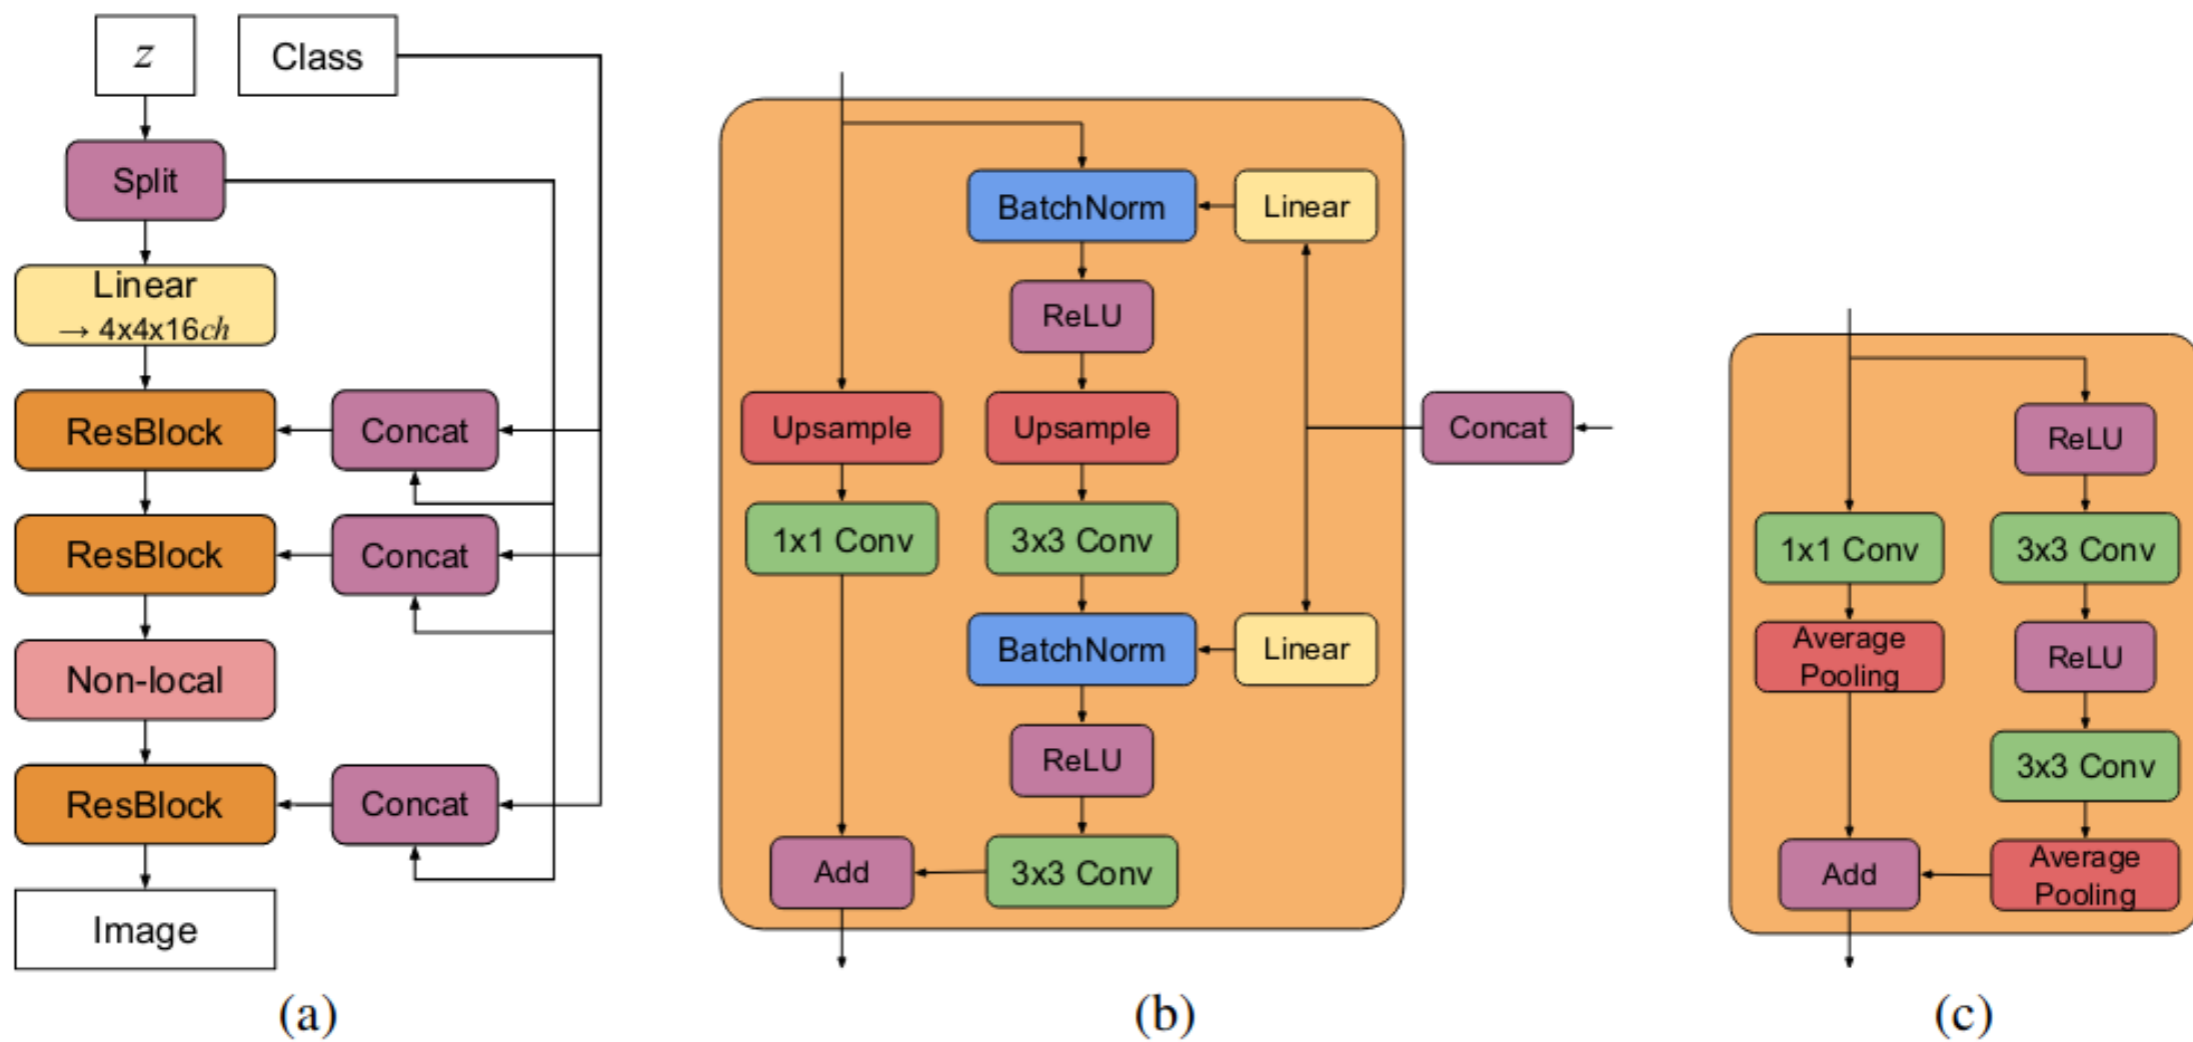 z
Class
Split
Linear
→ 4x4x16ch
ResBlock
Concat
ResBlock
Concat
Non-local
ResBlock
Concat
Image
(a)
BatchNorm
Linear
ReLU
Upsample
Upsample
Concat
1x1 Conv
3x3 Conv
BatchNorm
Linear
ReLU
Add
3x3 Conv
(b)
ReLU
1x1 Conv
3x3 Conv
Average
Pooling
ReLU
3x3 Conv
Add
Average
Pooling
(c)